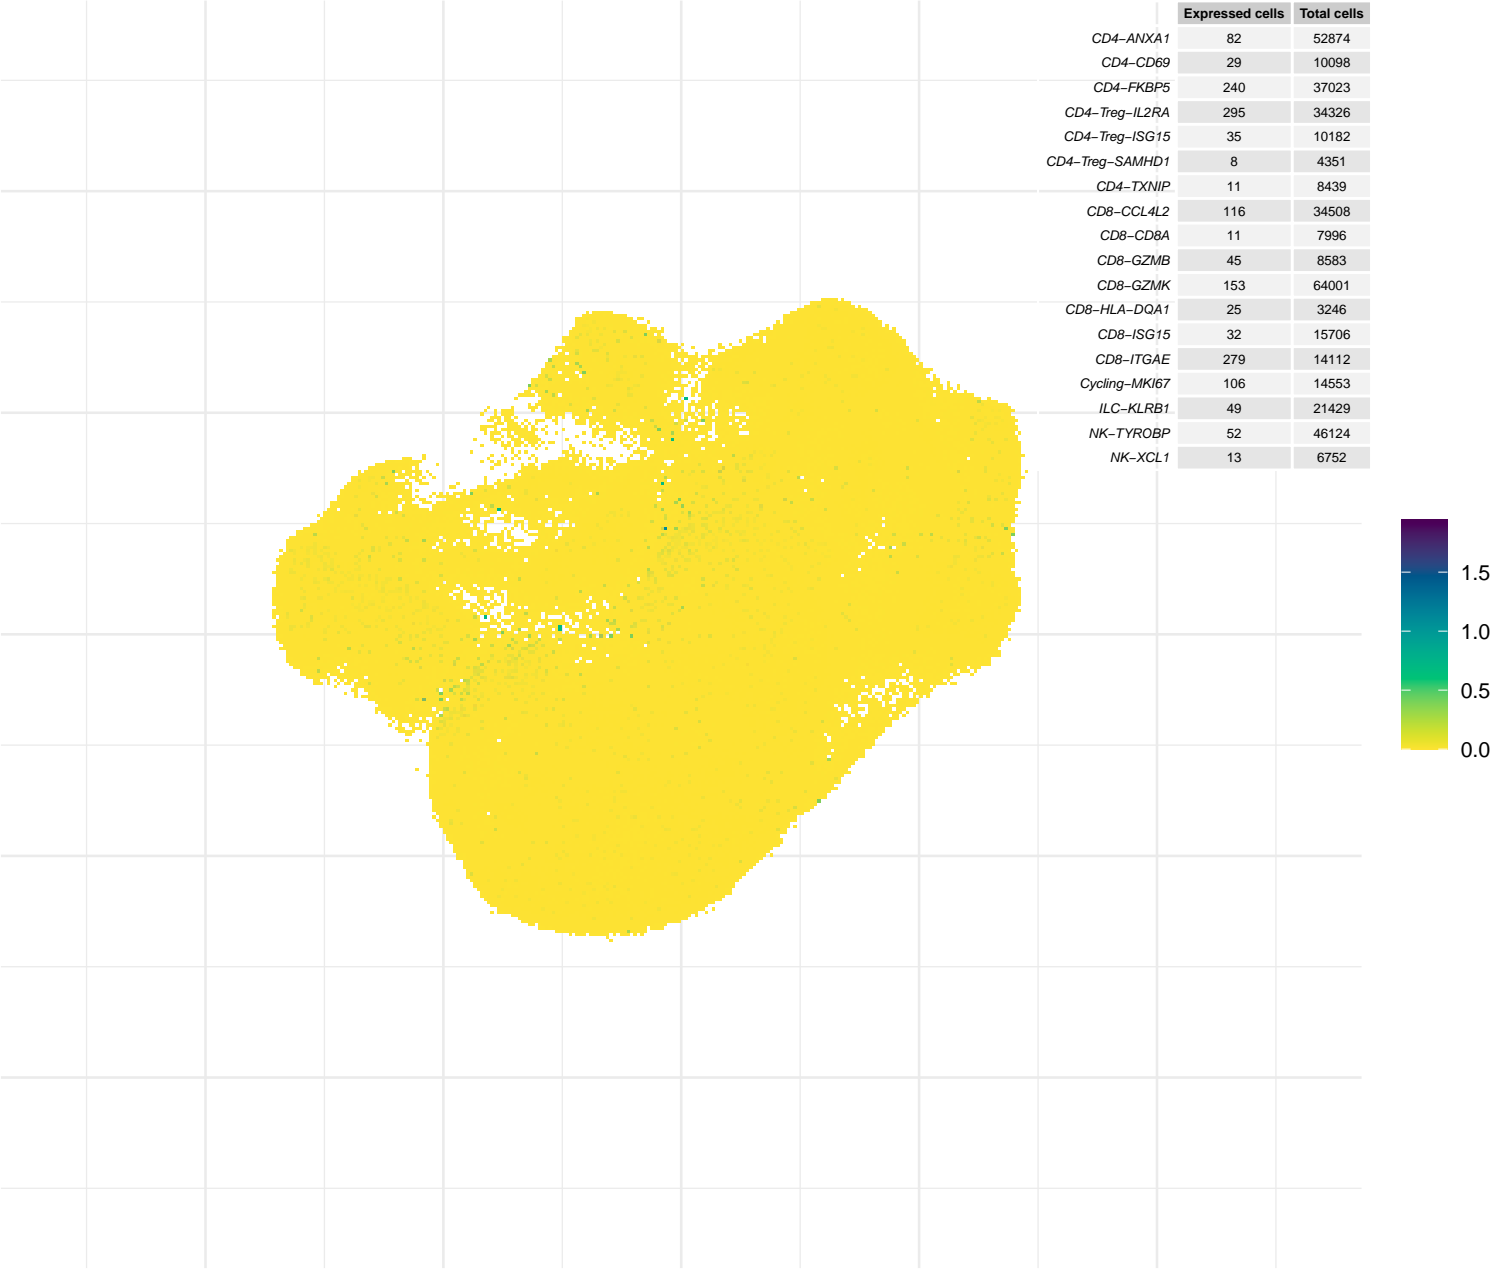 Expressed cells Total cells
CD4−ANXA1 82 52874
CD4−CD69 29 10098
CD4−FKBP5 240 37023
CD4−Treg−IL2RA 295 34326
CD4−Treg−ISG15 35 10182
CD4−Treg−SAMHD1 8 4351
CD4−TXNIP 11 8439
CD8−CCL4L2 116 34508
CD8−CD8A 11 7996
CD8−GZMB 45 8583
CD8−GZMK 153 64001
CD8−HLA−DQA1 25 3246
CD8−ISG15 32 15706
CD8−ITGAE 279 14112
Cycling−MKI67 106 14553
ILC−KLRB1 49 21429
NK−TYROBP 52 46124
NK−XCL1 13 6752
1.5
1.0
0.5
0.0